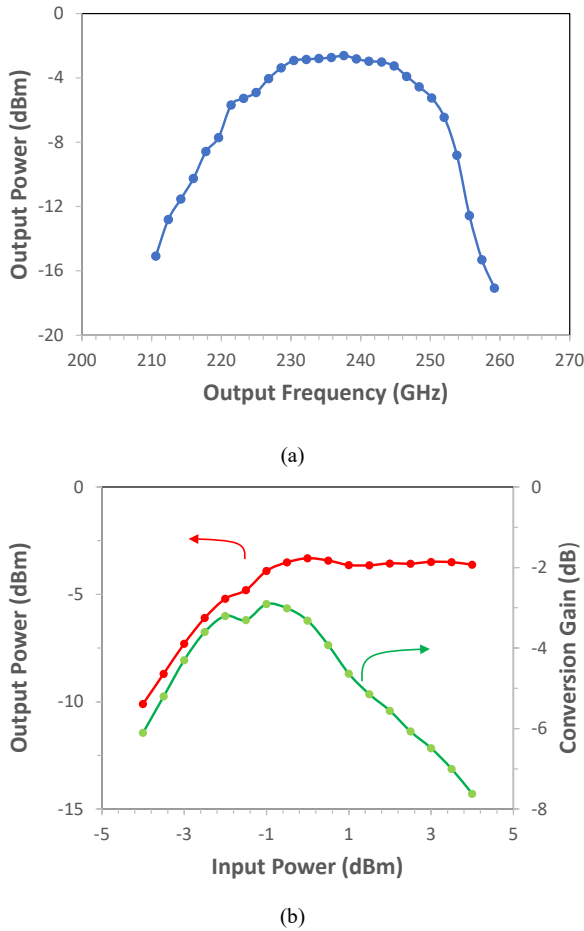 0
-4
-8
-12
-16
-20
Output Power (dBm)
200 210 220 230 240 250 260 270
Output Frequency (GHz)
(a)
0
-5
-10
-15
Output Power (dBm)
0
-2
-4
-6
-8
Conversion Gain (dB)
-5 -3 -1 1 3 5
Input Power (dBm)
(b)